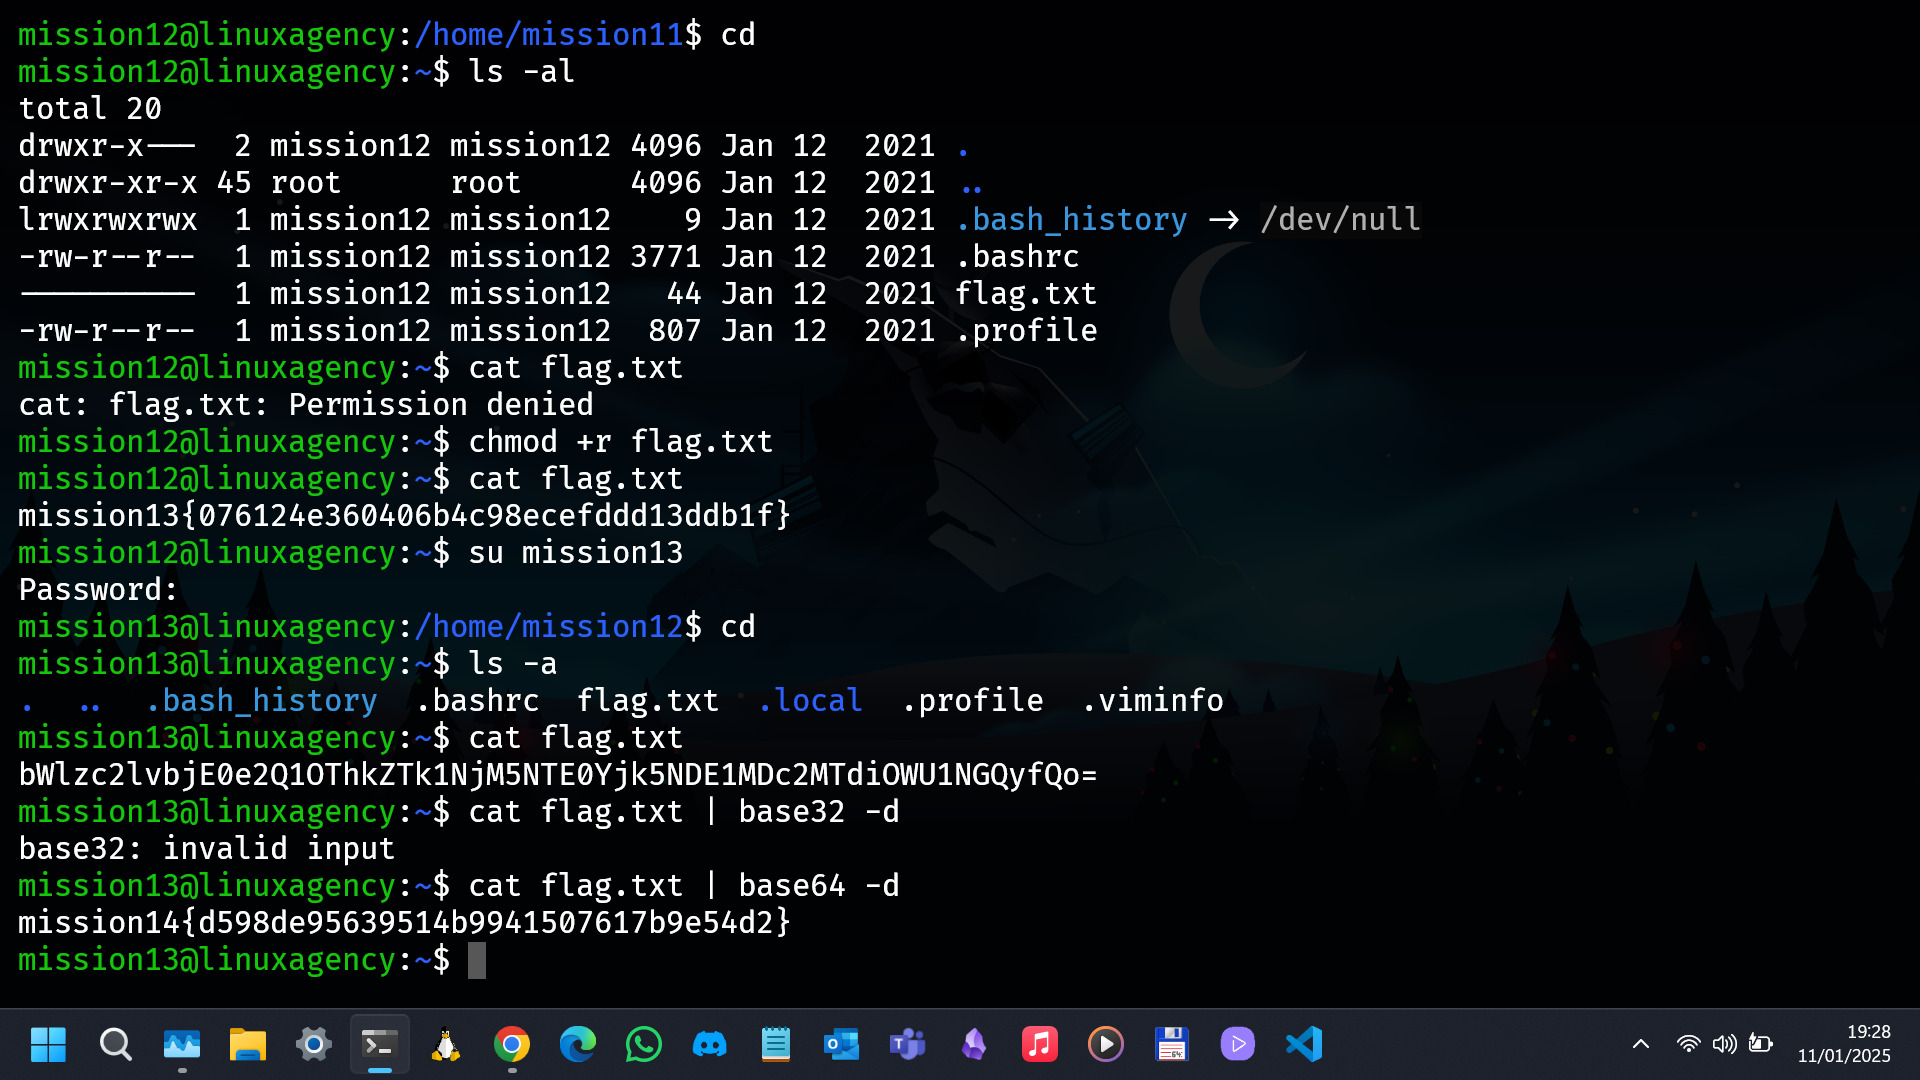 mission12@linuxagency:/home/mission11$ cd
mission12@linuxagency:~$ ls -al
total 20
drwxr-x---  2 mission12 mission12 4096 Jan 12  2021 .
drwxr-xr-x 45 root      root      4096 Jan 12  2021 ..
lrwxrwxrwx  1 mission12 mission12    9 Jan 12  2021 .bash_history -> /dev/null
-rw-r--r--  1 mission12 mission12 3771 Jan 12  2021 .bashrc
----------  1 mission12 mission12   44 Jan 12  2021 flag.txt
-rw-r--r--  1 mission12 mission12  807 Jan 12  2021 .profile
mission12@linuxagency:~$ cat flag.txt
cat: flag.txt: Permission denied
mission12@linuxagency:~$ chmod +r flag.txt
mission12@linuxagency:~$ cat flag.txt
mission13{076124e360406b4c98ecefddd13ddb1f}
mission12@linuxagency:~$ su mission13
Password:
mission13@linuxagency:/home/mission12$ cd
mission13@linuxagency:~$ ls -a
.  ..  .bash_history  .bashrc  flag.txt  .local  .profile  .viminfo
mission13@linuxagency:~$ cat flag.txt
bWlzc2lvbjE0e2Q1OThkZTk1NjM5NTE0Yjk5NDE1MDc2MTdiOWU1NGQyfQo=
mission13@linuxagency:~$ cat flag.txt | base32 -d
base32: invalid input
mission13@linuxagency:~$ cat flag.txt | base64 -d
mission14{d598de95639514b9941507617b9e54d2}
mission13@linuxagency:~$
19:28
11/01/2025